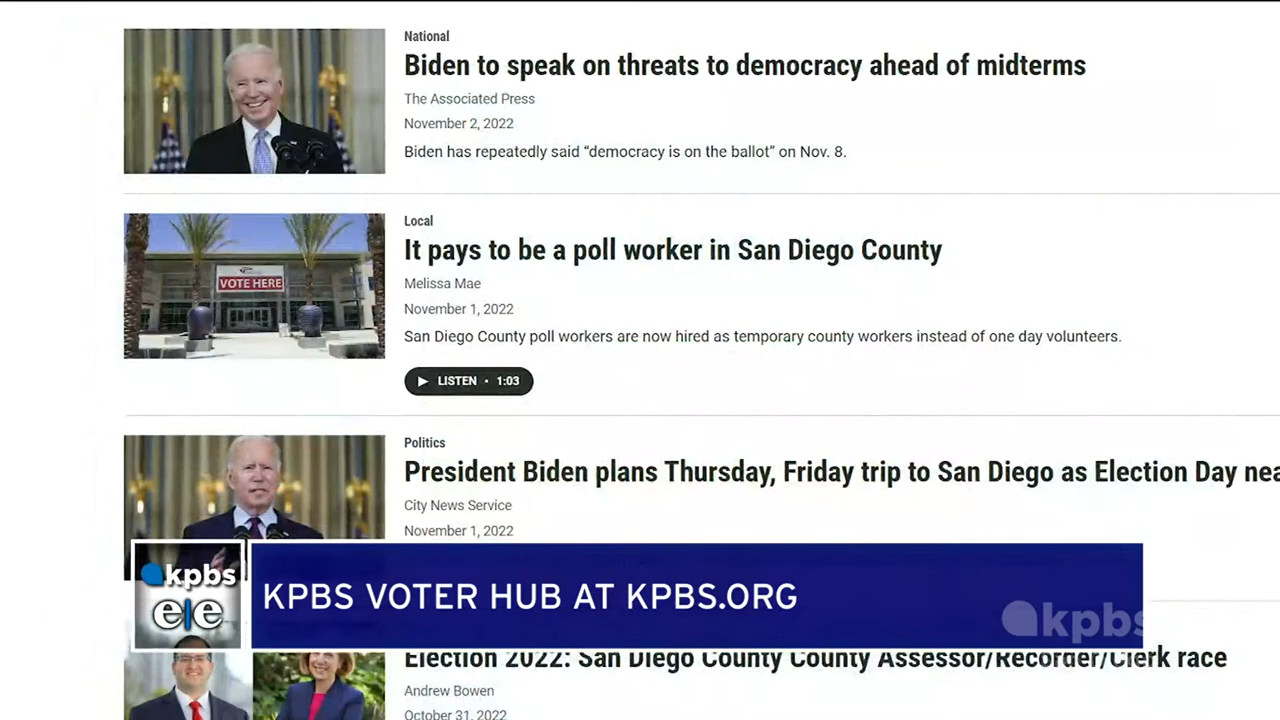 National
Biden to speak on threats to democracy ahead of midterms
The Associated Press
November 2, 2022
Biden has repeatedly said “democracy is on the ballot” on Nov. 8.
VOTE HERE
Local
It pays to be a poll worker in San Diego County
Melissa Mae
November 1, 2022
San Diego County poll workers are now hired as temporary county workers instead of one day volunteers.
LISTEN • 1:03
Politics
President Biden plans Thursday, Friday trip to San Diego as Election Day nea
City News Service
November 1, 2022
kpbs
e|e
KPBS VOTER HUB AT KPBS.ORG
kpbs
Election 2022: San Diego County County Assessor/Recorder/Clerk race
Andrew Bowen
October 31, 2022